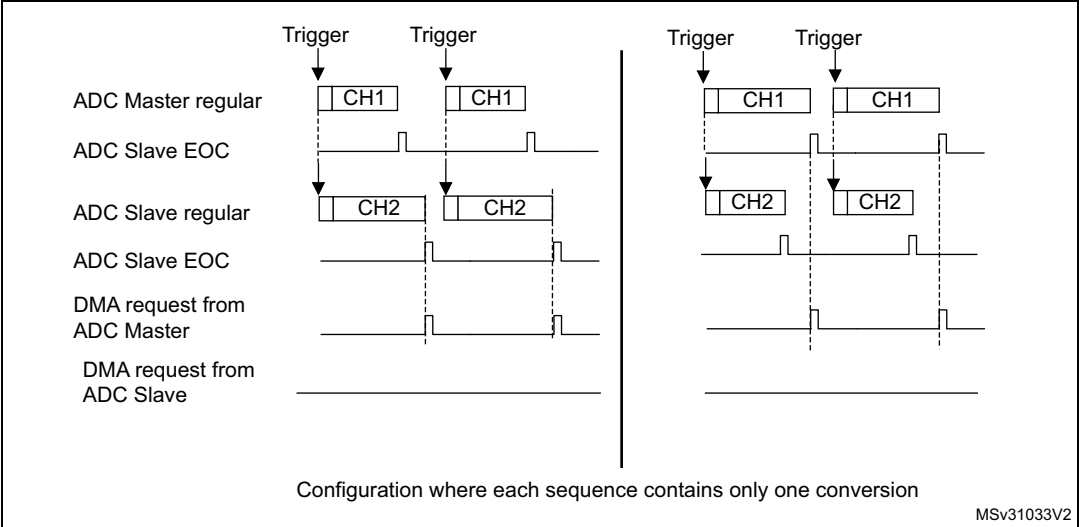 Trigger Trigger Trigger Trigger
ADC Master regular CH1 CH1 CH1 CH1
ADC Slave EOC
ADC Slave regular CH2 CH2 CH2 CH2
ADC Slave EOC
DMA request from
ADC Master
DMA request from
ADC Slave
Configuration where each sequence contains only one conversion
MSv31033V2